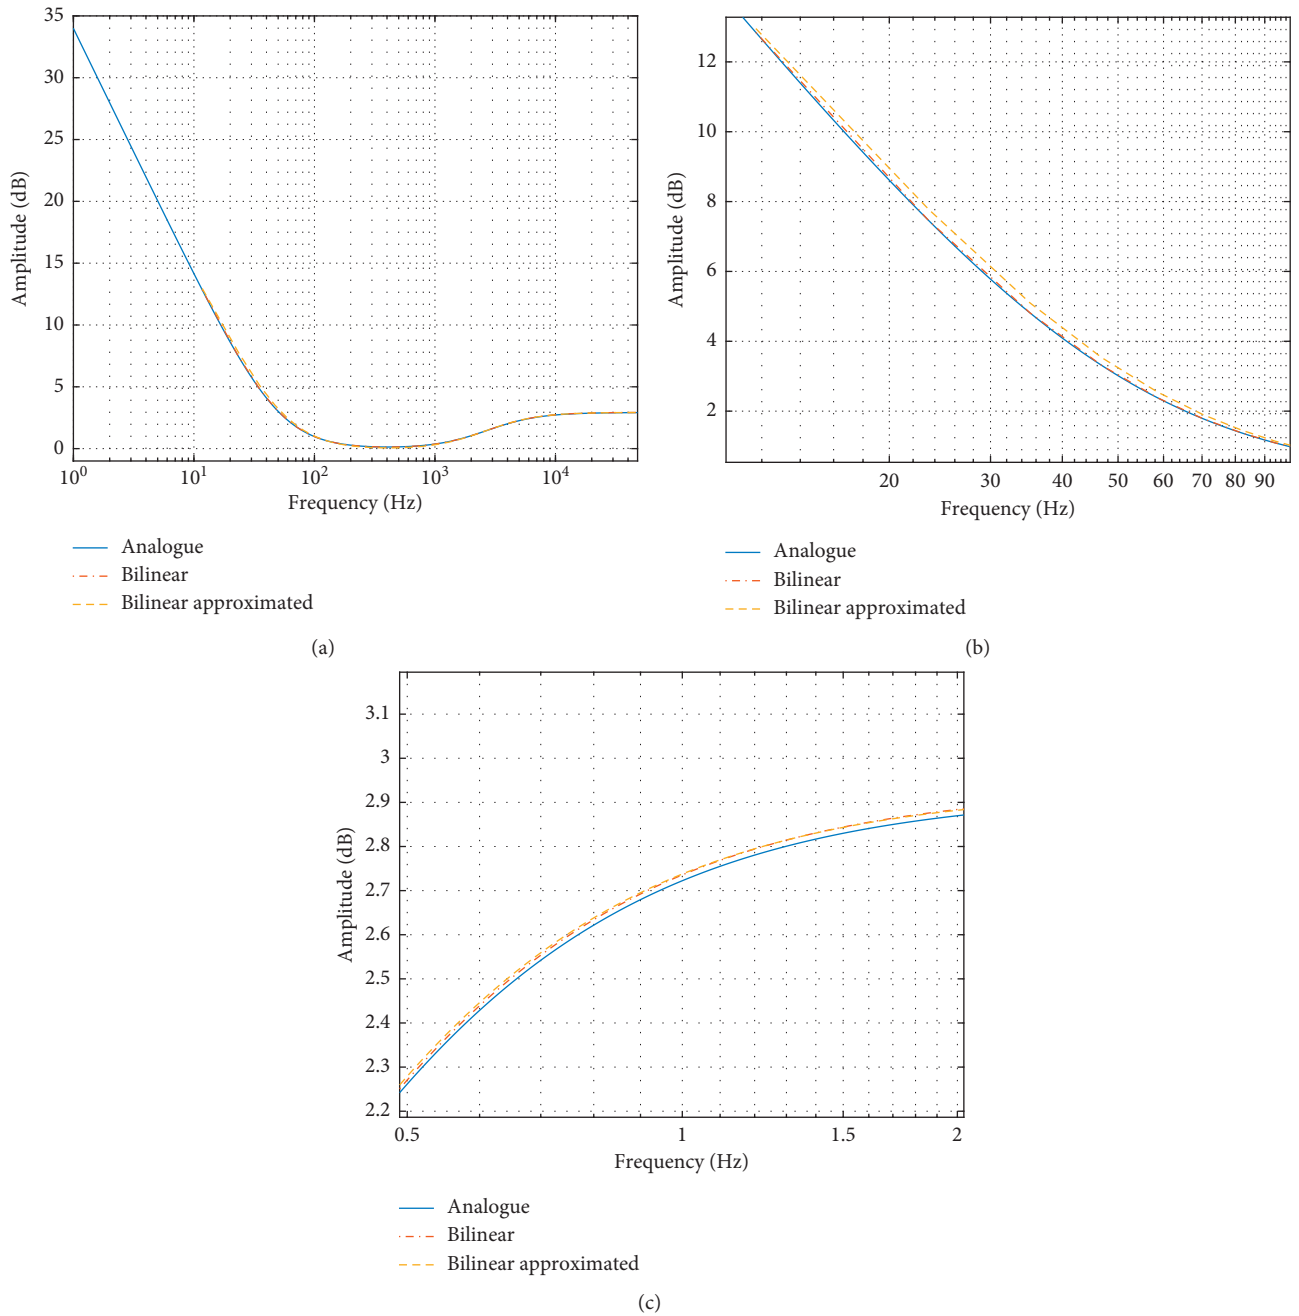 35
30
25
20
15
10
5
0
Amplitude (dB)
10^0 10^1 10^2 10^3 10^4
Frequency (Hz)
Analogue
Bilinear
Bilinear approximated
(a)
12
10
8
6
4
2
Amplitude (dB)
20 30 40 50 60 70 80 90
Frequency (Hz)
Analogue
Bilinear
Bilinear approximated
(b)
3.1
3
2.9
2.8
2.7
2.6
2.5
2.4
2.3
2.2
Amplitude (dB)
0.5 1 1.5 2
Frequency (Hz)
Analogue
Bilinear
Bilinear approximated
(c)